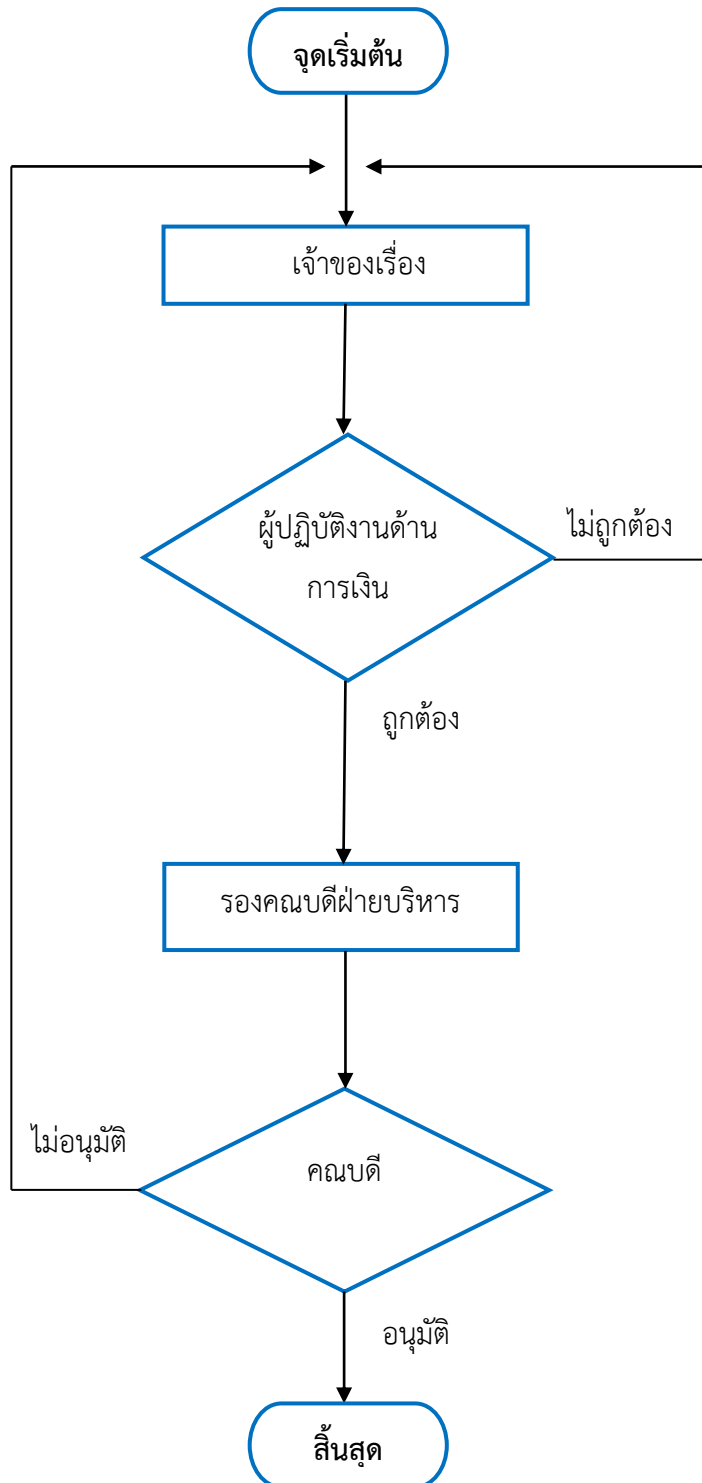 จุดเริ่มต้น
เจ้าของเรื่อง
ผู้ปฏิบัติงานด้าน
การเงิน
ไม่ถูกต้อง
ถูกต้อง
รองคณบดีฝ่ายบริหาร
ไม่อนุมัติ
คณบดี
อนุมัติ
สิ้นสุด